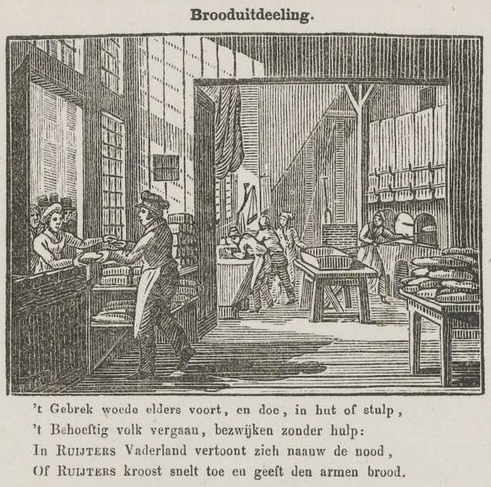 Brooduitdeeling.
't Gebrek woede elders voort, en doe, in hut of stulp,
't Behoeftig volk vergaan, bezwijken zonder hulp:
In RUIJTERS Vaderland vertoont zich naauw de nood,
Of RUIJTERS kroost snelt toe en geeft den armen brood.